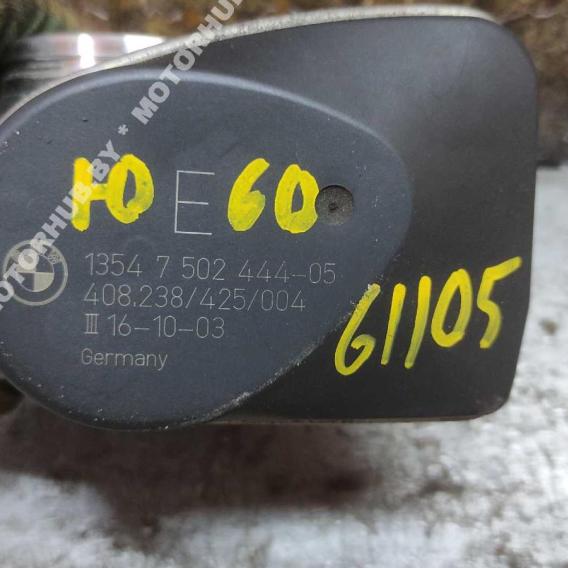 MOTORHUB.BY * MOTORHUB
Ю E 60
1354 7 502 444-05
408.238/425/004
III 16-10-03
Germany
61105